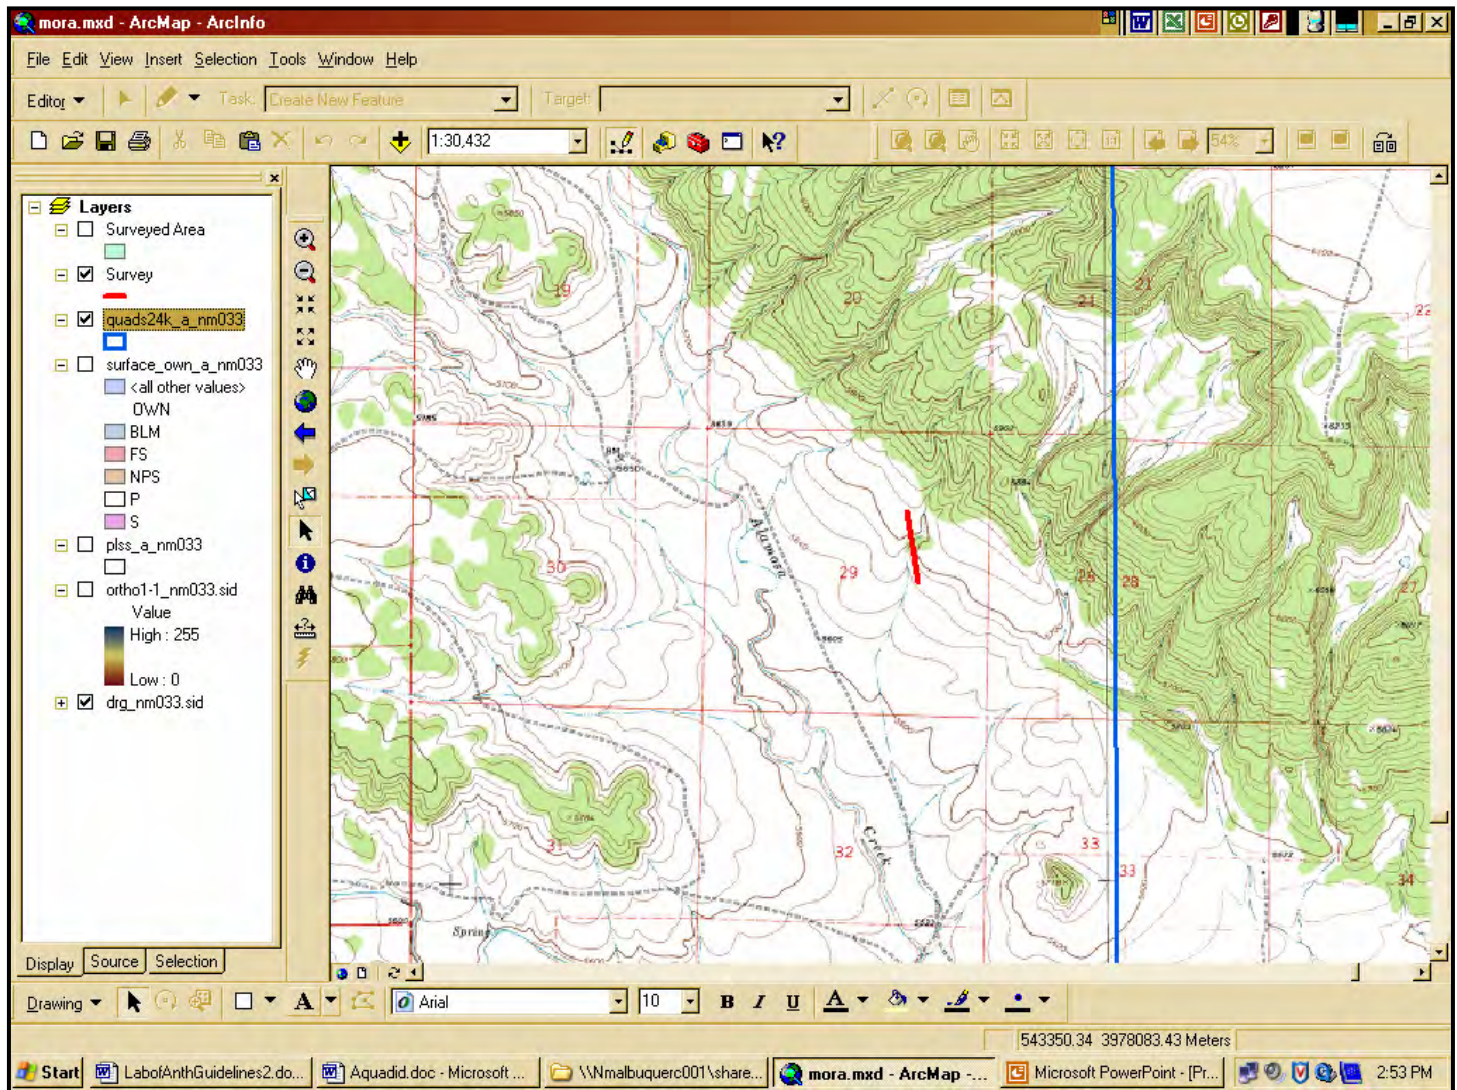 mora.mxd - ArcMap - ArcInfo
File Edit View Insert Selection Tools Window Help
Editor Task: Create New Feature Target:
1:30,432 54%
Layers
Surveyed Area
Survey
quads24k_a_nm033
surface_own_a_nm033
<all other values>
OWN
BLM
FS
NPS
P
S
plss_a_nm033
ortho1-1_nm033.sid
Value
High : 255
Low : 0
drg_nm033.sid
19
20
21
21
22
30
29
28
28
27
Alamosa
Creek
31
32
33
33
34
Spring
Display Source Selection
Drawing A Arial 10 B I U A
543350.34 3978083.43 Meters
Start LabofAnthGuidelines2.do... Aquadid.doc - Microsoft ... \\Nmalbuquerc001\share... mora.mxd - ArcMap -... Microsoft PowerPoint - [Pr... 2:53 PM